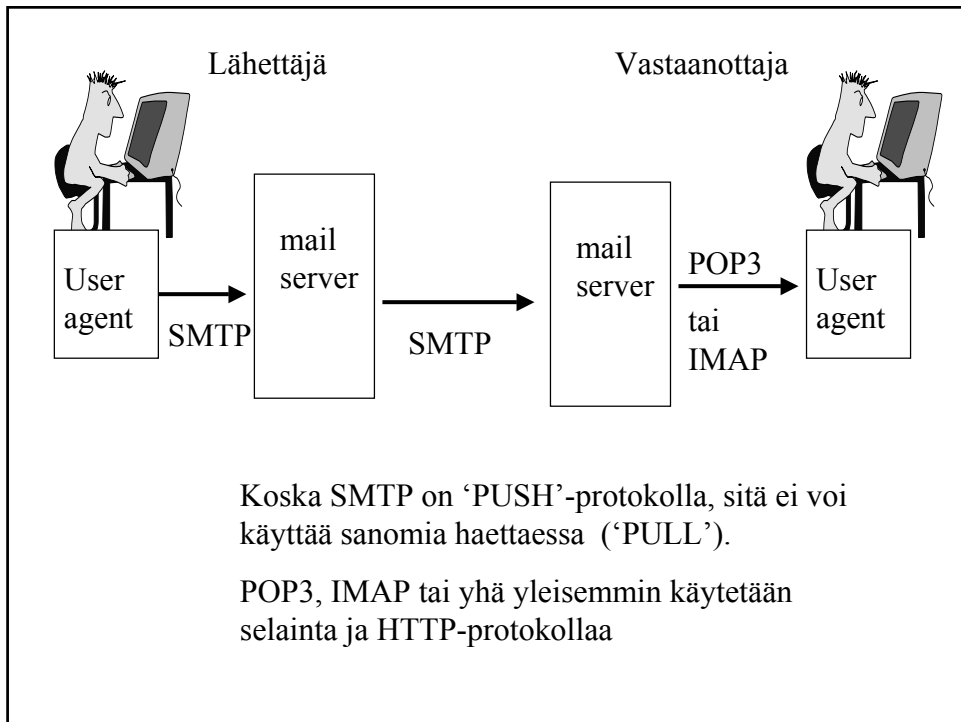 Lähettäjä
Vastaanottaja
User
agent
SMTP
mail
server
SMTP
mail
server
POP3
tai
IMAP
User
agent
Koska SMTP on ‘PUSH’-protokolla, sitä ei voi
käyttää sanomia haettaessa (‘PULL’).
POP3, IMAP tai yhä yleisemmin käytetään
selainta ja HTTP-protokollaa